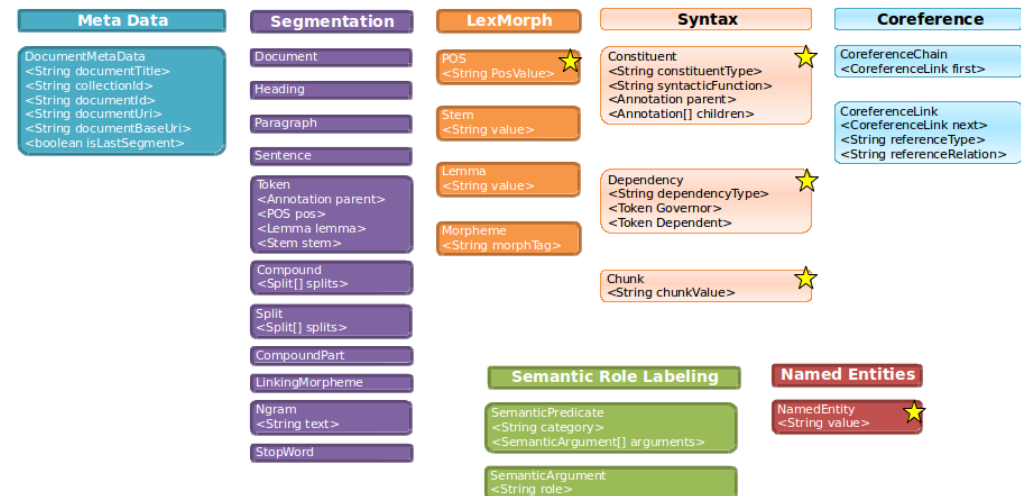 Meta Data
DocumentMetaData
<String documentTitle>
<String collectionId>
<String documentId>
<String documentUri>
<String documentBaseUri>
<boolean isLastSegment>
Segmentation
Document
Heading
Paragraph
Sentence
Token
<Annotation parent>
<POS pos>
<Lemma lemma>
<Stem stem>
Compound
<Split[] splits>
Split
<Split[] splits>
CompoundPart
LinkingMorpheme
Ngram
<String text>
StopWord
LexMorph
POS
<String PosValue>
Stem
<String value>
Lemma
<String value>
Morpheme
<String morphTag>
Syntax
Constituent
<String constituentType>
<String syntacticFunction>
<Annotation parent>
<Annotation[] children>
Dependency
<String dependencyType>
<Token Governor>
<Token Dependent>
Chunk
<String chunkValue>
Coreference
CoreferenceChain
<CoreferenceLink first>
CoreferenceLink
<CoreferenceLink next>
<String referenceType>
<String referenceRelation>
Semantic Role Labeling
SemanticPredicate
<String category>
<SemanticArgument[] arguments>
SemanticArgument
<String role>
Named Entities
NamedEntity
<String value>